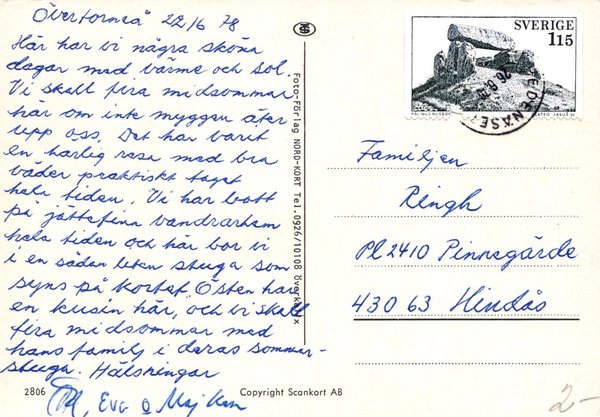 Övertorneå 22/6 78
Här har vi några sköna
dagar med värme och sol.
Vi skall fira midsommar
här om inte myggen äter
upp oss. Det har varit
en härlig resa med bra
väder praktiskt taget
hela tiden. Vi har bott
på jättefina vandrarhem
hela tiden och här bor vi
i en sådan liten stuga som
syns på kortet. Östen har
en kusin här, och vi skall
fira midsommar med
hans familj i deras sommar-
stuga. Hälsningar
Eva o Maj
2806
Copyright Scankort AB
Foto-Förlag NORD-KORT Tel. 0926/10108 Överkalix
SVERIGE
115
Familjen
Ringh
Pl 2410 Pinnegärde
430 63 Hindås
2-